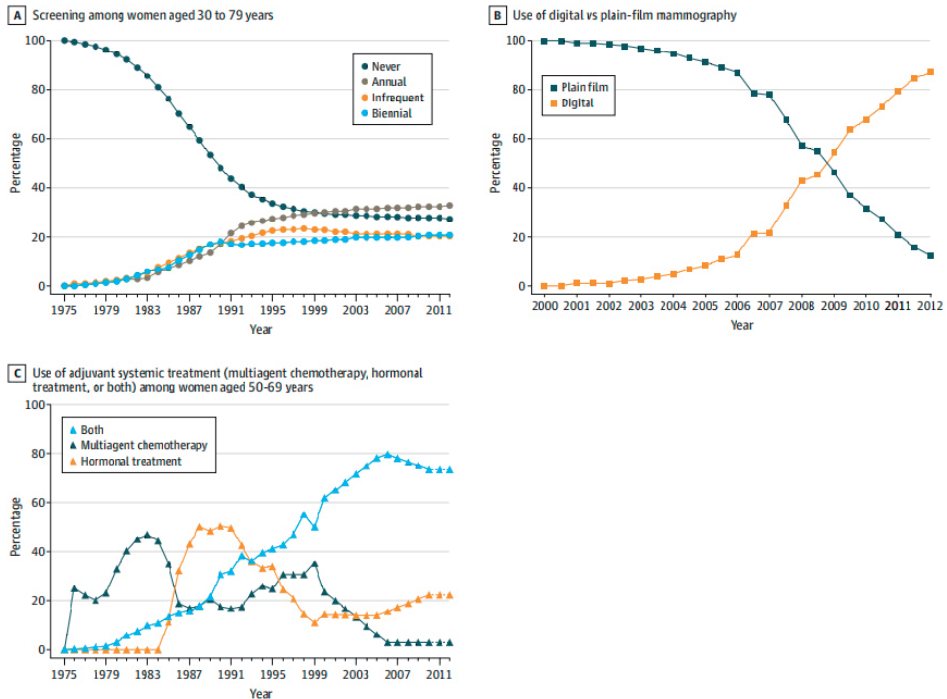 A Screening among women aged 30 to 79 years
100
80
60
40
20
0
Percentage
Never
Annual
Infrequent
Biennial
1975 1979 1983 1987 1991 1995 1999 2003 2007 2011
Year
B Use of digital vs plain-film mammography
100
80
60
40
20
0
Percentage
Plain film
Digital
2000 2001 2002 2003 2004 2005 2006 2007 2008 2009 2010 2011 2012
Year
C Use of adjuvant systemic treatment (multiagent chemotherapy, hormonal
treatment, or both) among women aged 50-69 years
100
80
60
40
20
0
Percentage
Both
Multiagent chemotherapy
Hormonal treatment
1975 1979 1983 1987 1991 1995 1999 2003 2007 2011
Year